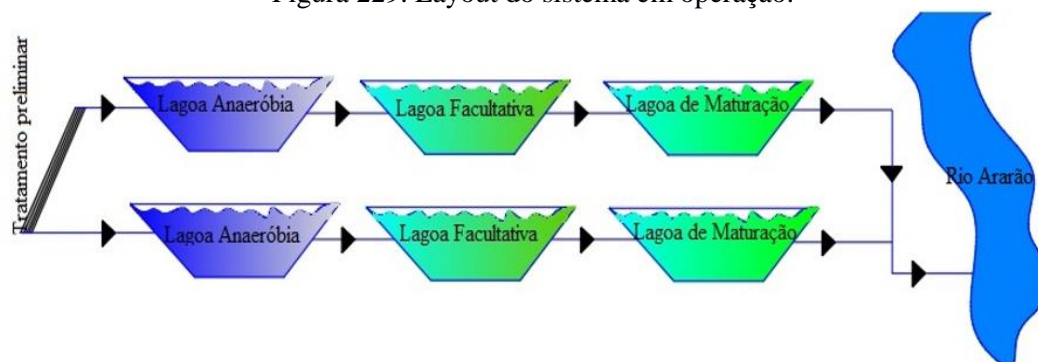 Figura 229. Layout do sistema em operação.
Tratamento preliminar
Lagoa Anaeróbia
Lagoa Facultativa
Lagoa de Maturação
Rio Ararão
Lagoa Anaeróbia
Lagoa Facultativa
Lagoa de Maturação